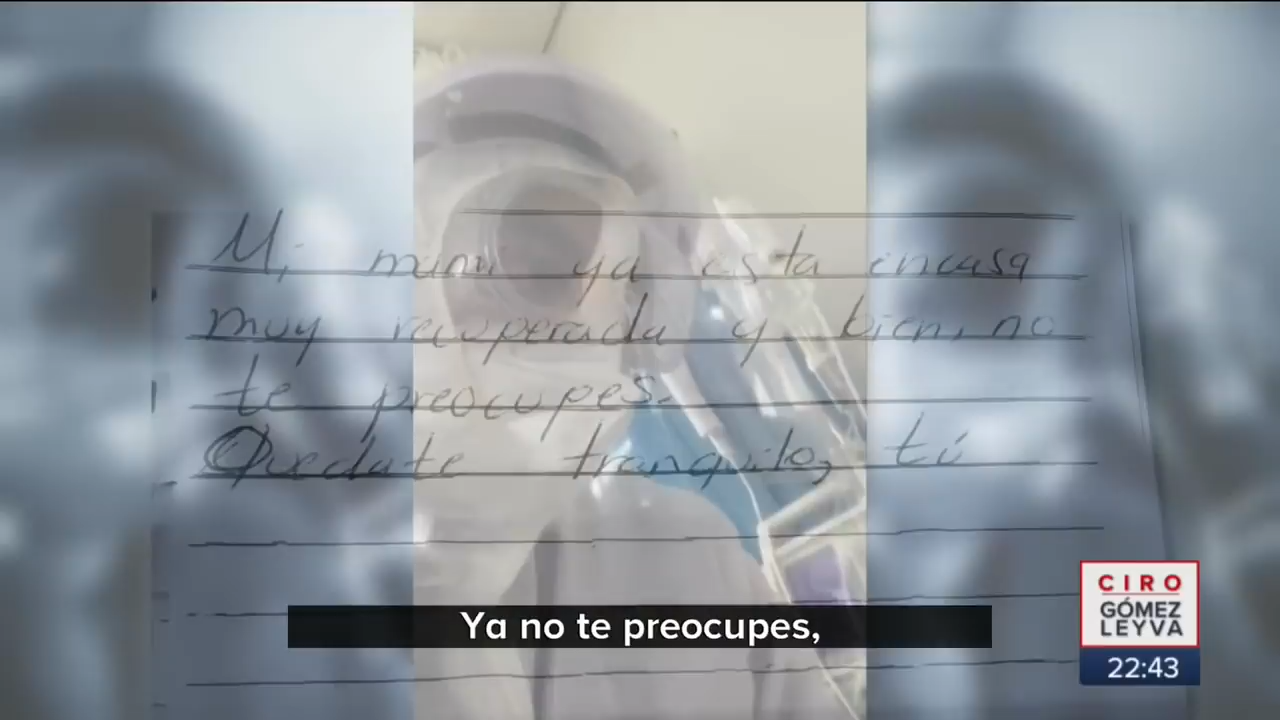 Mi mami ya esta encasa
muy recuperada y bien, no
te preocupes.
Quedate tranquilo, tú
Ya no te preocupes,
CIRO
GÓMEZ
LEYVA
22:43